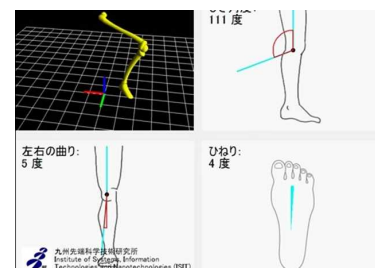 111 度
左右の曲り:
5 度
ひねり:
4 度
九州先端科学技術研究所
Institute of Systems, Information
Technologies and Nanotechnologies (ISIT)